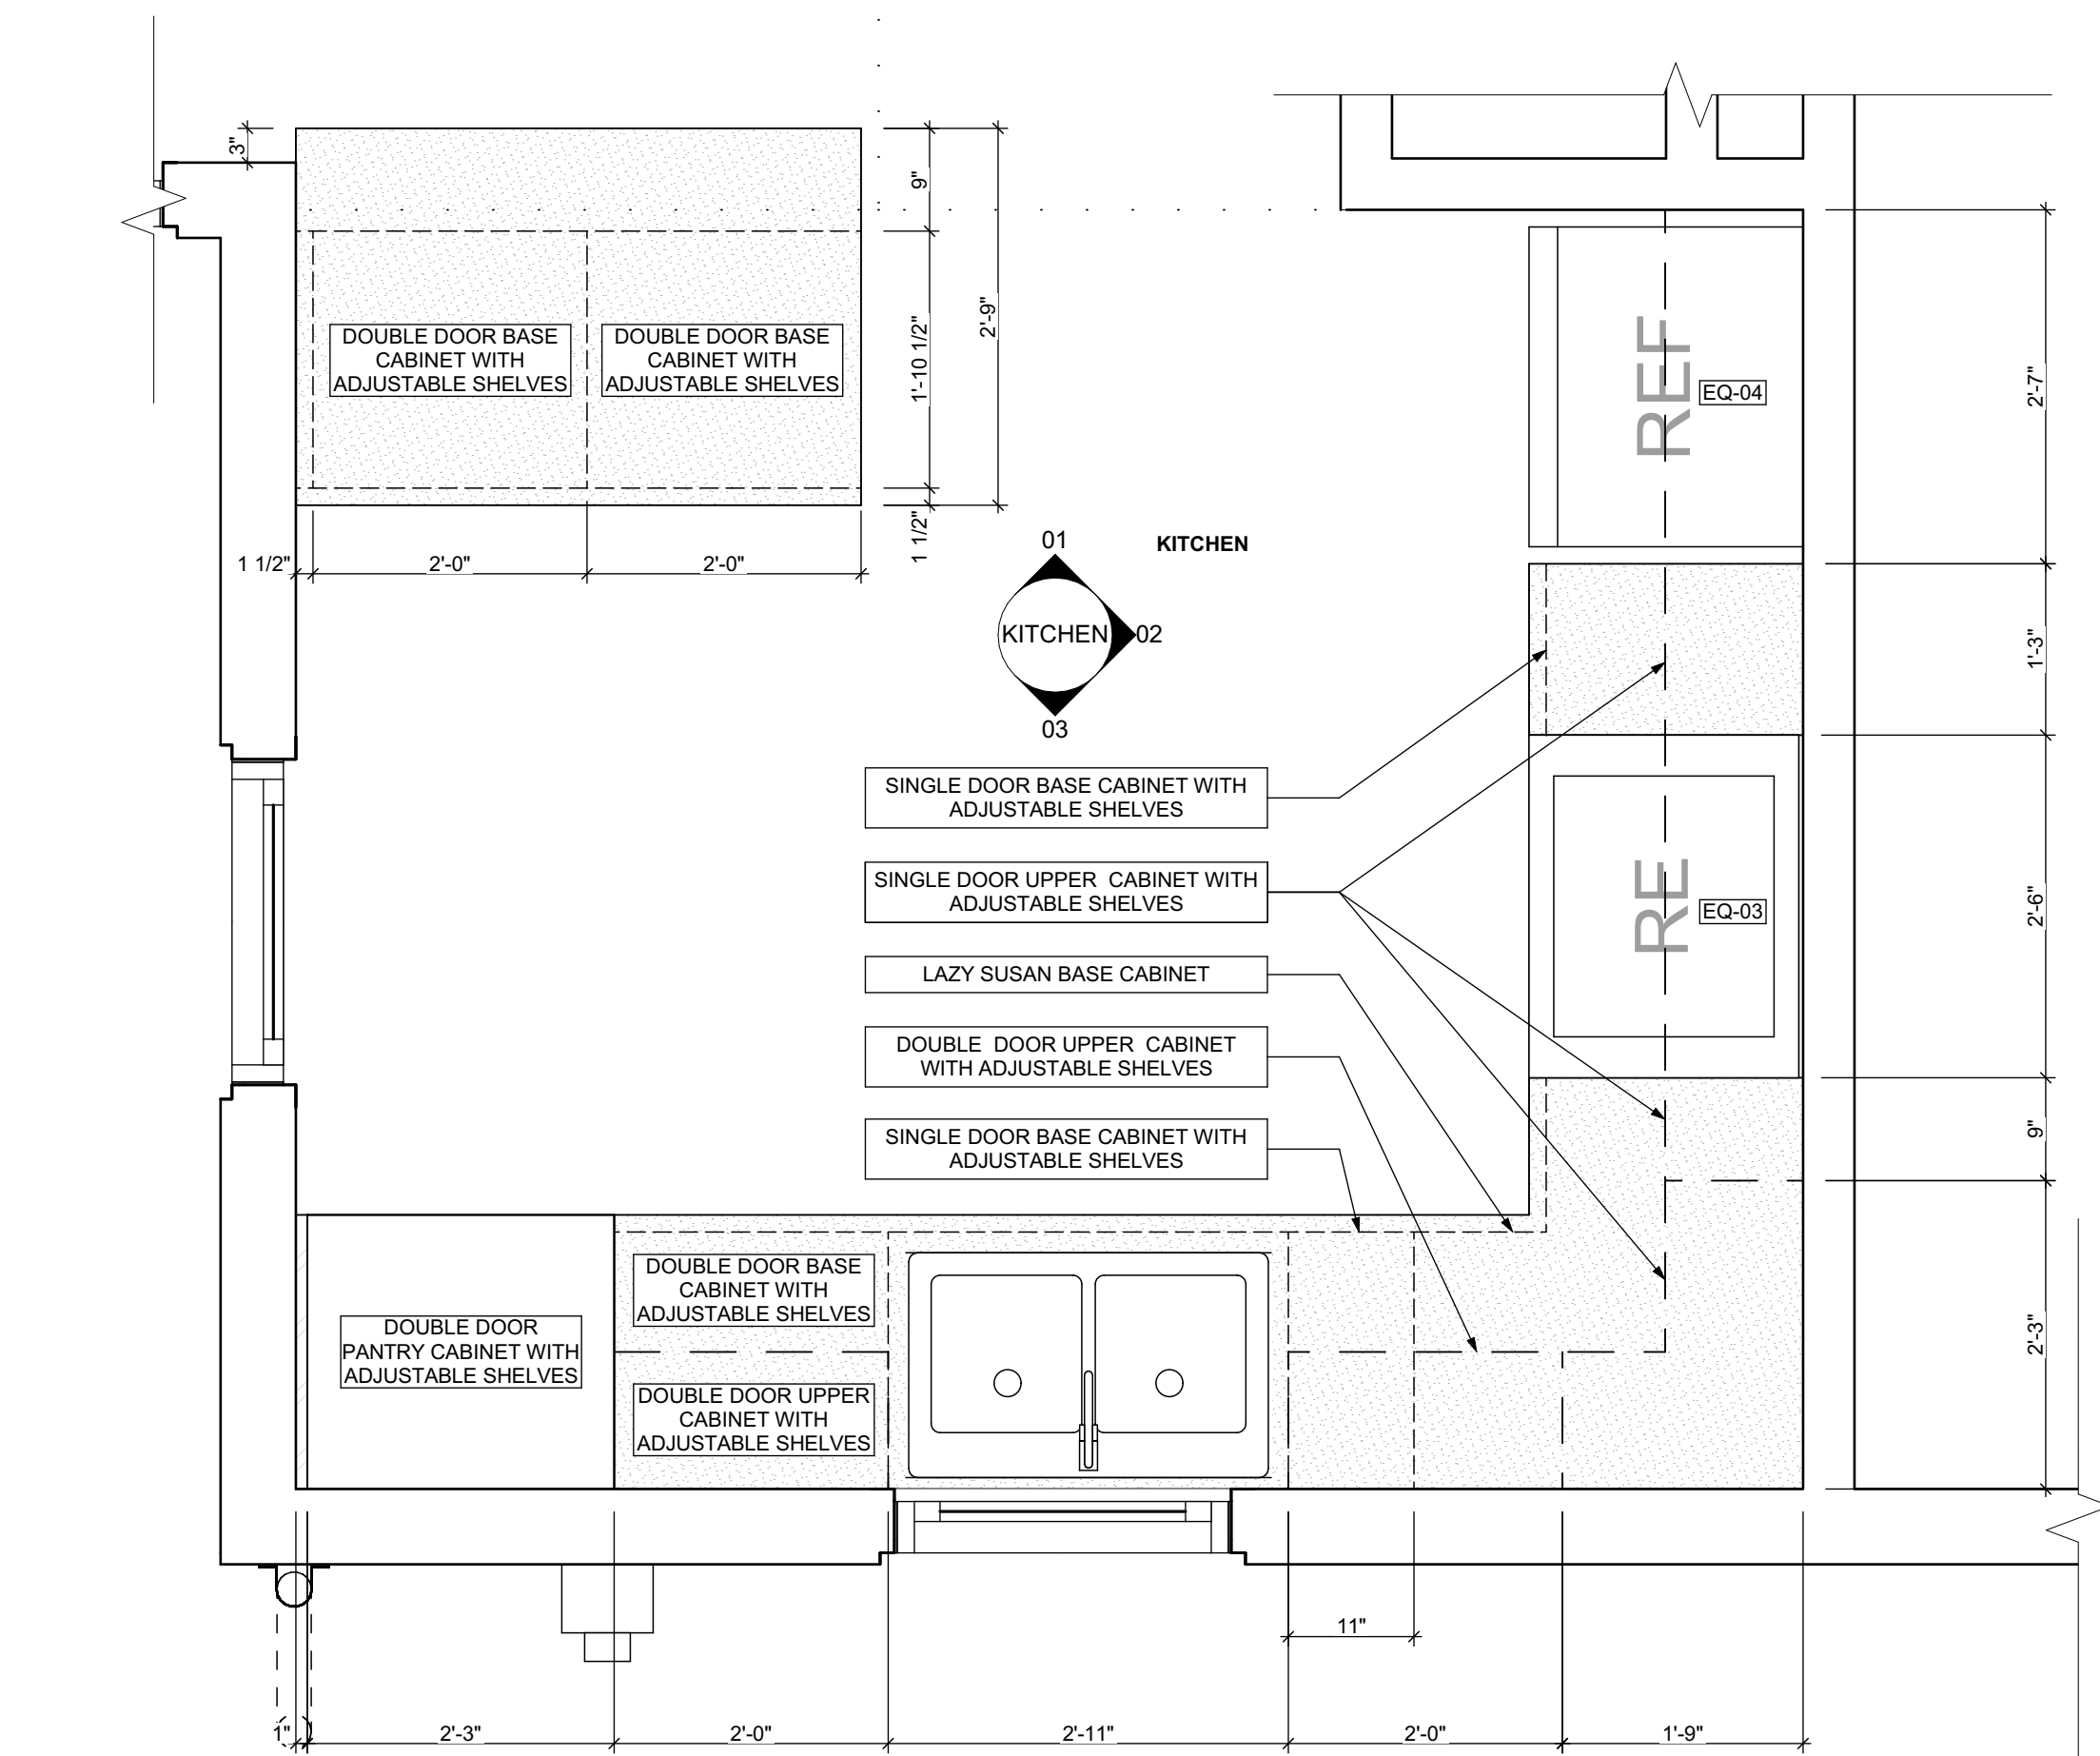 3"
9"
1'-10 1/2"
2'-9"
1 1/2"
DOUBLE DOOR BASE
CABINET WITH
ADJUSTABLE SHELVES
DOUBLE DOOR BASE
CABINET WITH
ADJUSTABLE SHELVES
1 1/2"
2'-0"
2'-0"
REF
EQ-04
2'-7"
KITCHEN
01
KITCHEN
02
03
1'-3"
SINGLE DOOR BASE CABINET WITH
ADJUSTABLE SHELVES
SINGLE DOOR UPPER CABINET WITH
ADJUSTABLE SHELVES
LAZY SUSAN BASE CABINET
DOUBLE DOOR UPPER CABINET
WITH ADJUSTABLE SHELVES
SINGLE DOOR BASE CABINET WITH
ADJUSTABLE SHELVES
RE
EQ-03
2'-6"
9"
2'-3"
DOUBLE DOOR
PANTRY CABINET WITH
ADJUSTABLE SHELVES
DOUBLE DOOR BASE
CABINET WITH
ADJUSTABLE SHELVES
DOUBLE DOOR UPPER
CABINET WITH
ADJUSTABLE SHELVES
11"
1"
2'-3"
2'-0"
2'-11"
2'-0"
1'-9"